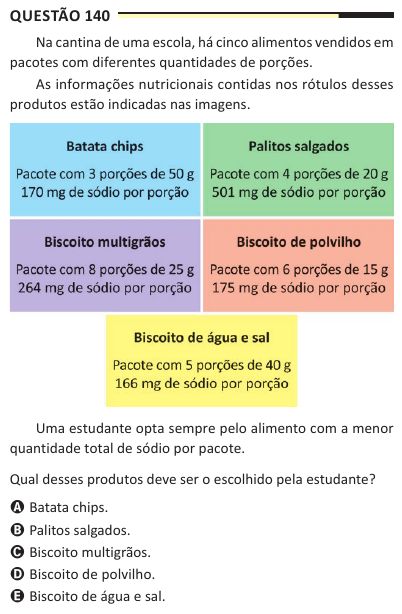 QUESTÃO 140
Na cantina de uma escola, há cinco alimentos vendidos em
pacotes com diferentes quantidades de porções.
As informações nutricionais contidas nos rótulos desses
produtos estão indicadas nas imagens.
Batata chips
Pacote com 3 porções de 50 g
170 mg de sódio por porção
Palitos salgados
Pacote com 4 porções de 20 g
501 mg de sódio por porção
Biscoito multigrãos
Pacote com 8 porções de 25 g
264 mg de sódio por porção
Biscoito de polvilho
Pacote com 6 porções de 15 g
175 mg de sódio por porção
Biscoito de água e sal
Pacote com 5 porções de 40 g
166 mg de sódio por porção
Uma estudante opta sempre pelo alimento com a menor
quantidade total de sódio por pacote.
Qual desses produtos deve ser o escolhido pela estudante?
A Batata chips.
B Palitos salgados.
C Biscoito multigrãos.
D Biscoito de polvilho.
E Biscoito de água e sal.